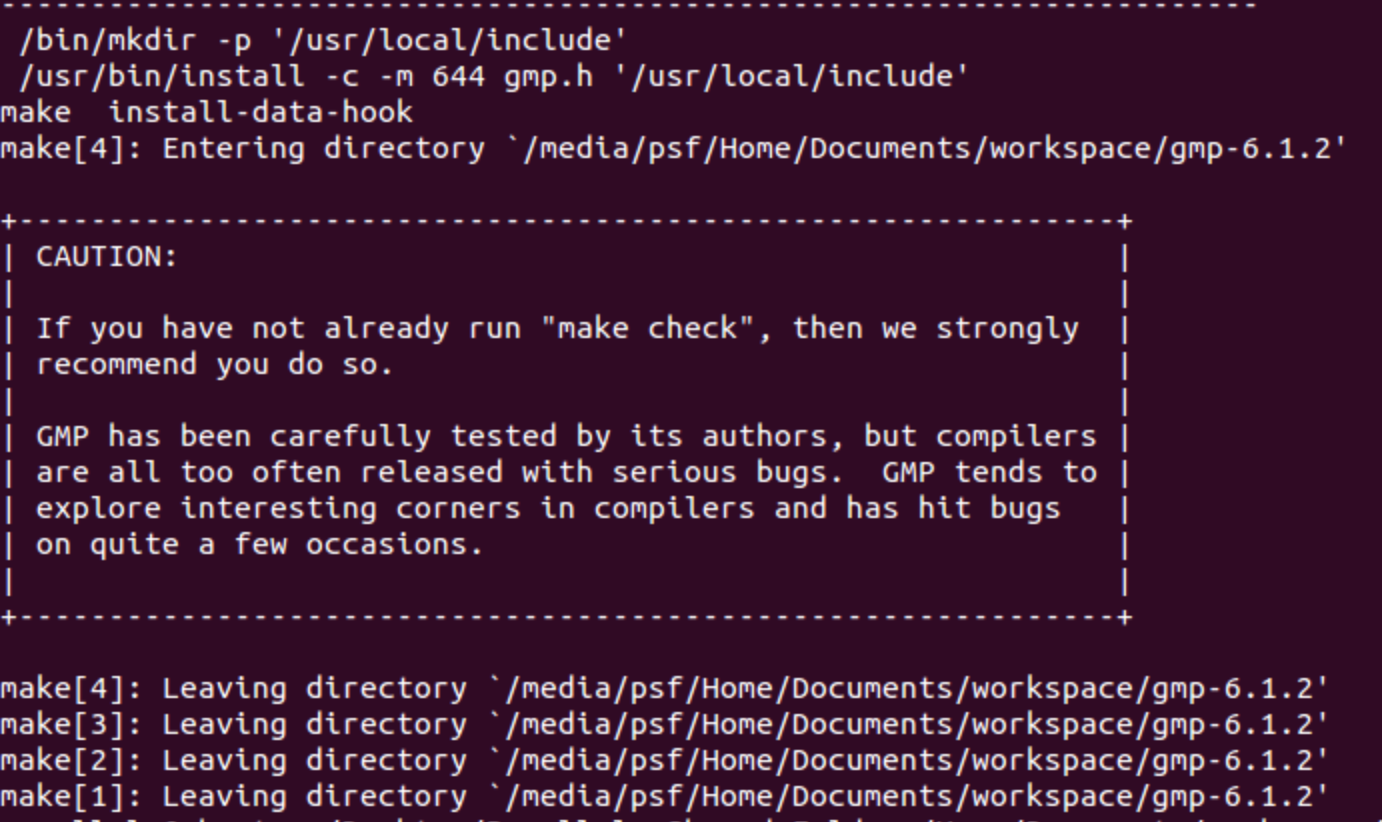 --------------------------------------------------------------------
 /bin/mkdir -p '/usr/local/include'
 /usr/bin/install -c -m 644 gmp.h '/usr/local/include'
make  install-data-hook
make[4]: Entering directory `/media/psf/Home/Documents/workspace/gmp-6.1.2'
+-------------------------------------------------------------+
| CAUTION:                                                    |
|                                                             |
| If you have not already run "make check", then we strongly  |
| recommend you do so.                                        |
|                                                             |
| GMP has been carefully tested by its authors, but compilers |
| are all too often released with serious bugs.  GMP tends to |
| explore interesting corners in compilers and has hit bugs   |
| on quite a few occasions.                                   |
|                                                             |
+-------------------------------------------------------------+
make[4]: Leaving directory `/media/psf/Home/Documents/workspace/gmp-6.1.2'
make[3]: Leaving directory `/media/psf/Home/Documents/workspace/gmp-6.1.2'
make[2]: Leaving directory `/media/psf/Home/Documents/workspace/gmp-6.1.2'
make[1]: Leaving directory `/media/psf/Home/Documents/workspace/gmp-6.1.2'